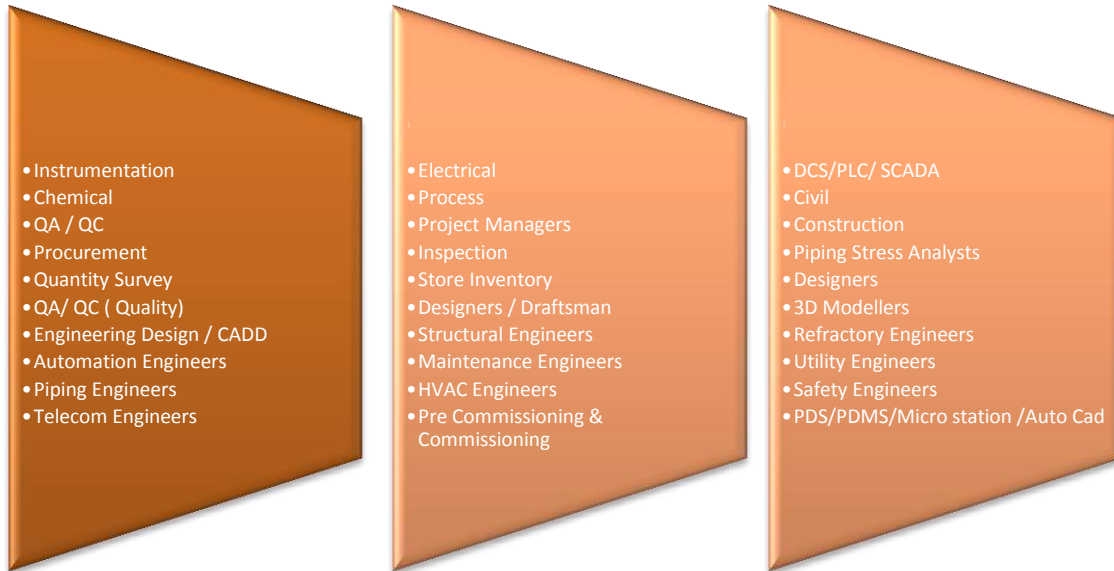 •Instrumentation
•Chemical
•QA / QC
•Procurement
•Quantity Survey
•QA/ QC ( Quality)
•Engineering Design / CADD
•Automation Engineers
•Piping Engineers
•Telecom Engineers
•Electrical
•Process
•Project Managers
•Inspection
•Store Inventory
•Designers / Draftsman
•Structural Engineers
•Maintenance Engineers
•HVAC Engineers
•Pre Commissioning &
Commissioning
•DCS/PLC/ SCADA
•Civil
•Construction
•Piping Stress Analysts
•Designers
•3D Modellers
•Refractory Engineers
•Utility Engineers
•Safety Engineers
•PDS/PDMS/Micro station /Auto Cad